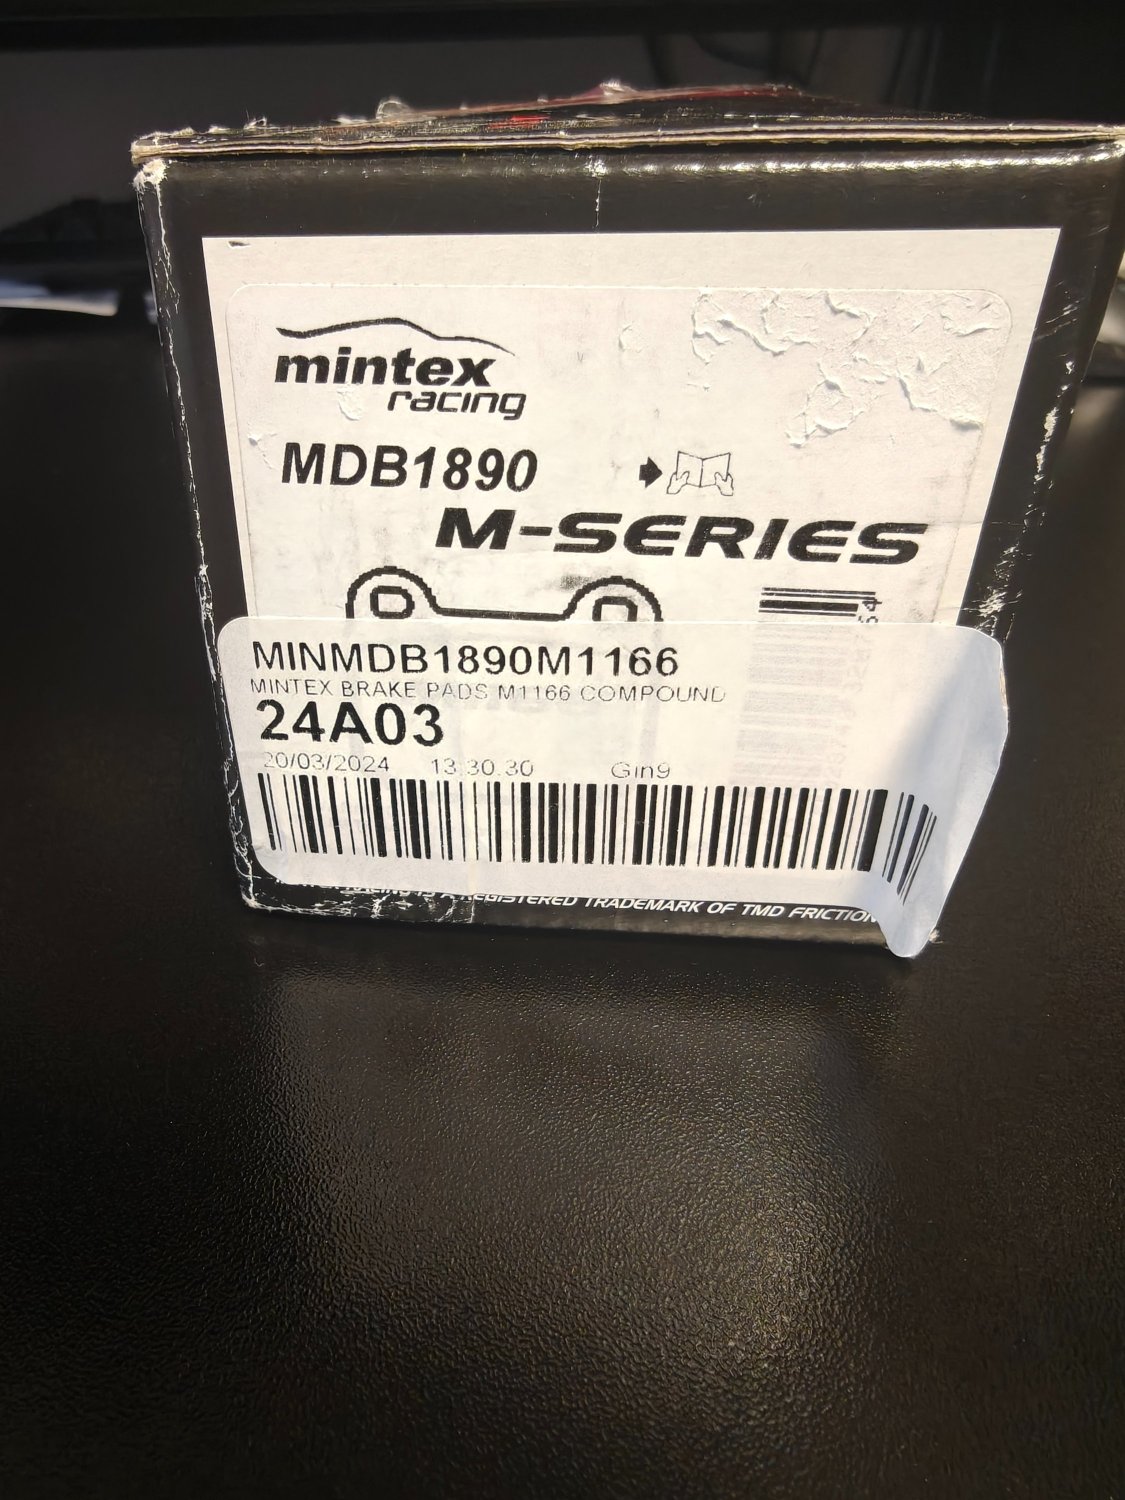 mintex
racing
MDB1890
M-SERIES
MINMDB1890M1166
MINTEX BRAKE PADS M1166 COMPOUND
24A03
20/03/2024 13:30:30 Gin9
REGISTERED TRADEMARK OF TMD FRICTION